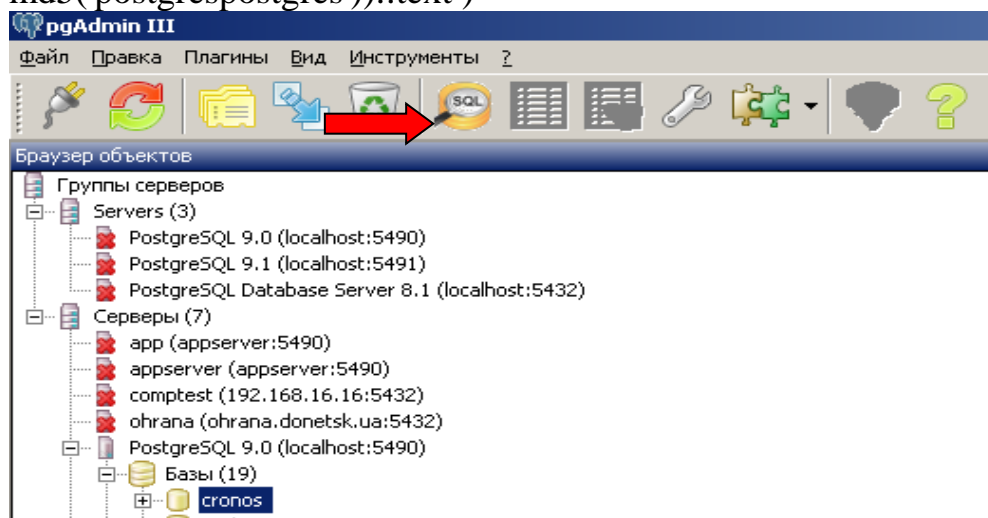 md5('postgrespostgres'))::text )
pgAdmin III
Файл Правка Плагины Вид Инструменты ?
SQL
Браузер объектов
Группы серверов
Servers (3)
PostgreSQL 9.0 (localhost:5490)
PostgreSQL 9.1 (localhost:5491)
PostgreSQL Database Server 8.1 (localhost:5432)
Серверы (7)
app (appserver:5490)
appserver (appserver:5490)
comptest (192.168.16.16:5432)
ohrana (ohrana.donetsk.ua:5432)
PostgreSQL 9.0 (localhost:5490)
Базы (19)
cronos